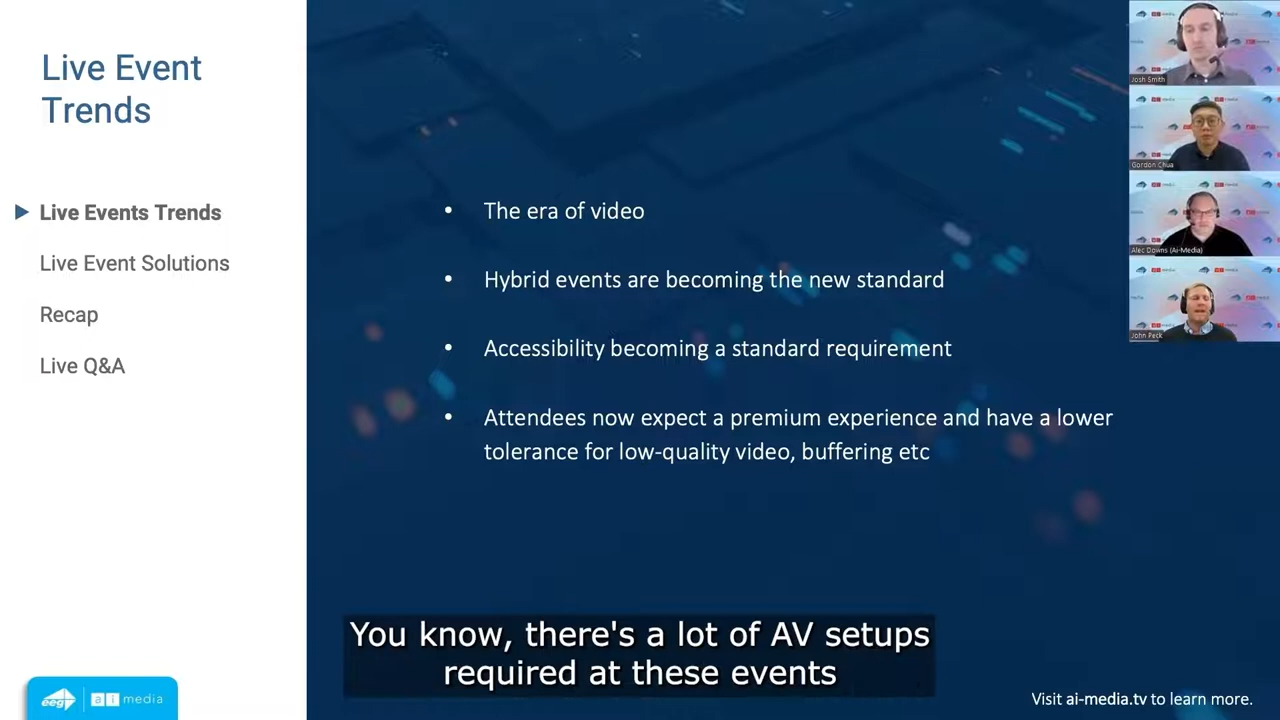 Live Event
Trends
Live Events Trends
Live Event Solutions
Recap
Live Q&A
• The era of video
• Hybrid events are becoming the new standard
• Accessibility becoming a standard requirement
• Attendees now expect a premium experience and have a lower
tolerance for low-quality video, buffering etc
Josh Smith
Gordon Chua
Alec Downs (Ai-Media)
John Peck
You know, there's a lot of AV setups
required at these events
eeg
ai media
Visit ai-media.tv to learn more.